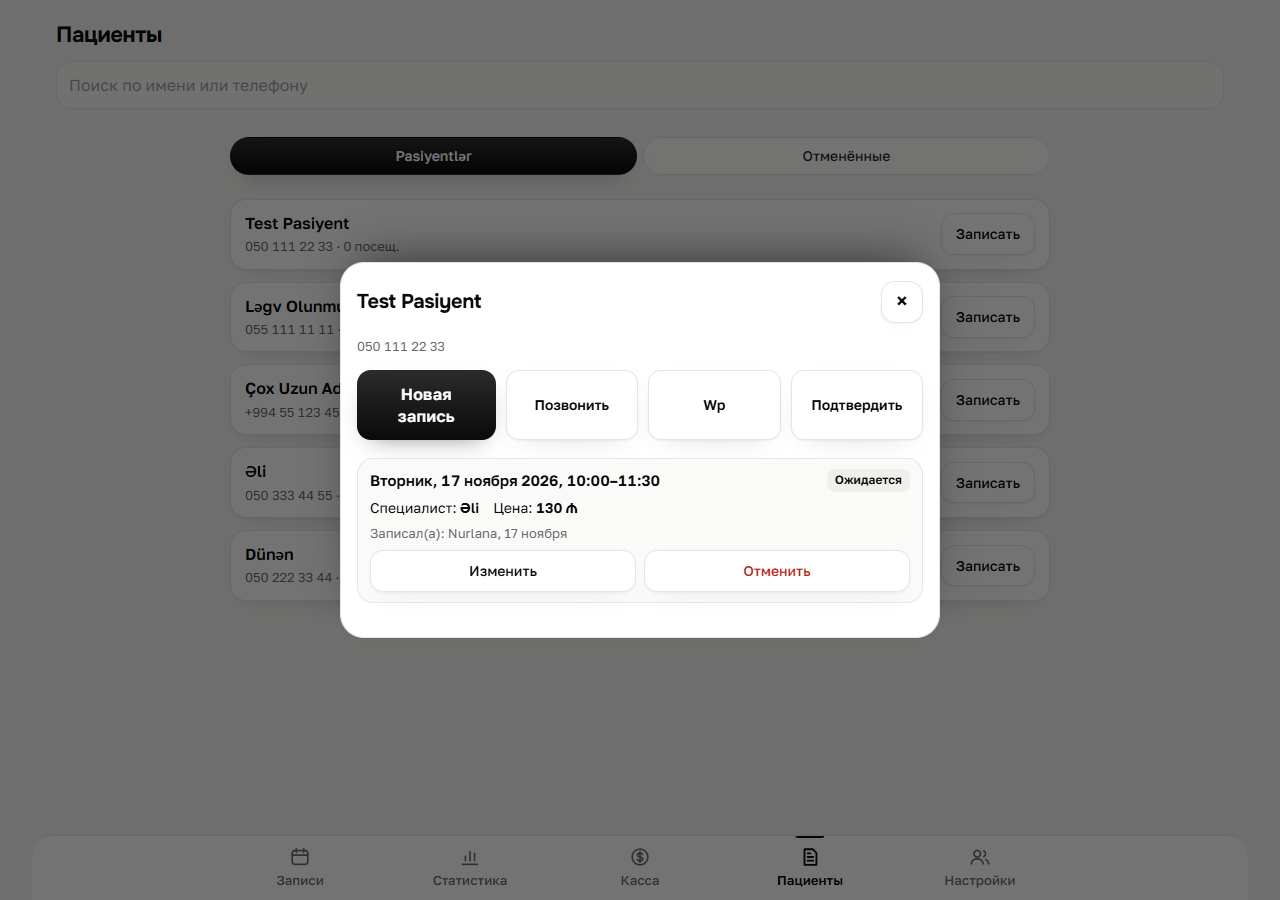 Пациенты
Поиск по имени или телефону
Pasiyentlər
Отменённые
Test Pasiyent
050 111 22 33 · 0 посещ.
Записать
Ləgv Olunmu
055 111 11 11 ·
Записать
Çox Uzun Ad
+994 55 123 45
Записать
Əli
050 333 44 55 ·
Записать
Dünən
050 222 33 44 ·
Записать
Test Pasiyent
×
050 111 22 33
Новая
запись
Позвонить
Wp
Подтвердить
Вторник, 17 ноября 2026, 10:00–11:30
Ожидается
Специалист: Əli Цена: 130 ₼
Записал(а): Nurlana, 17 ноября
Изменить
Отменить
Записи
Статистика
Касса
Пациенты
Настройки